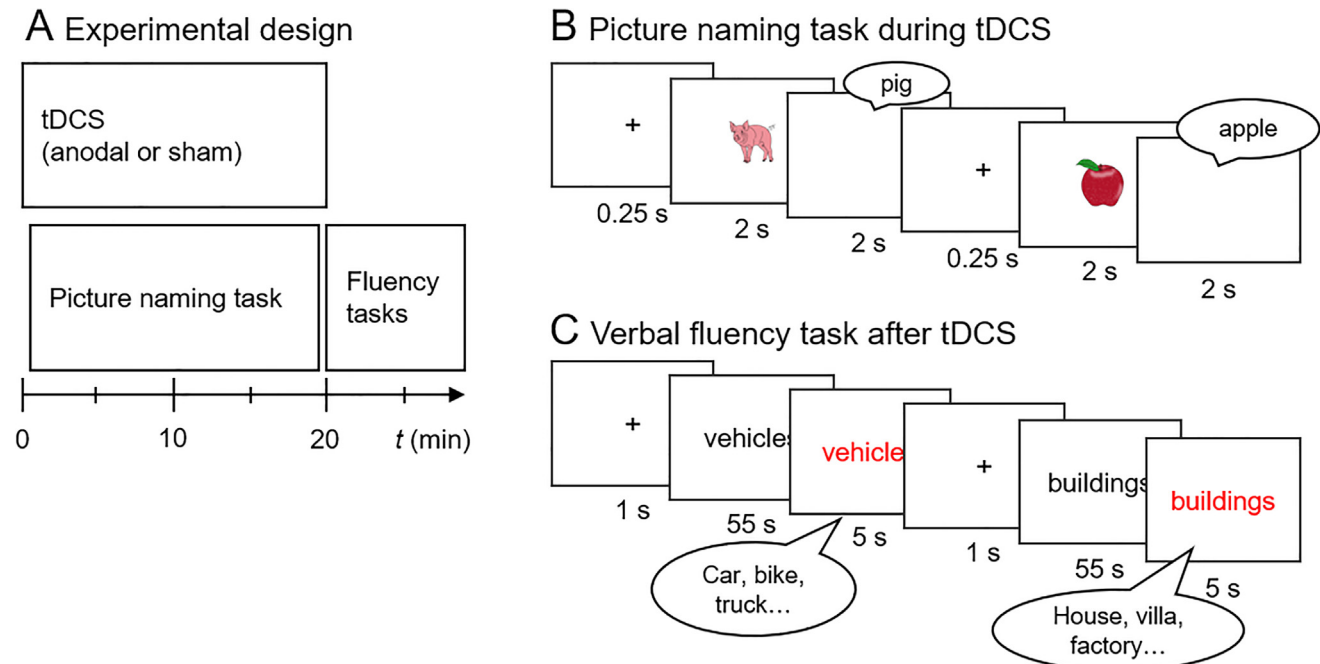 A Experimental design
tDCS
(anodal or sham)
Picture naming task
Fluency
tasks
0
10
20
t (min)
B Picture naming task during tDCS
+
0.25 s
2 s
pig
2 s
+
0.25 s
2 s
apple
2 s
C Verbal fluency task after tDCS
+
1 s
vehicles
55 s
vehicle
5 s
Car, bike,
truck…
+
1 s
buildings
55 s
buildings
5 s
House, villa,
factory…